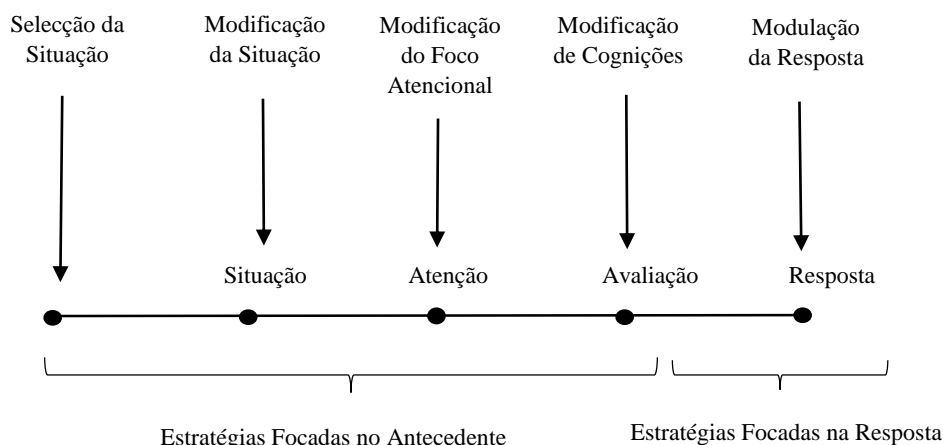 Selecção da
Situação
Modificação
da Situação
Modificação
do Foco
Atencional
Modificação
de Cognições
Modulação
da Resposta
Situação
Atenção
Avaliação
Resposta
Estratégias Focadas no Antecedente
Estratégias Focadas na Resposta